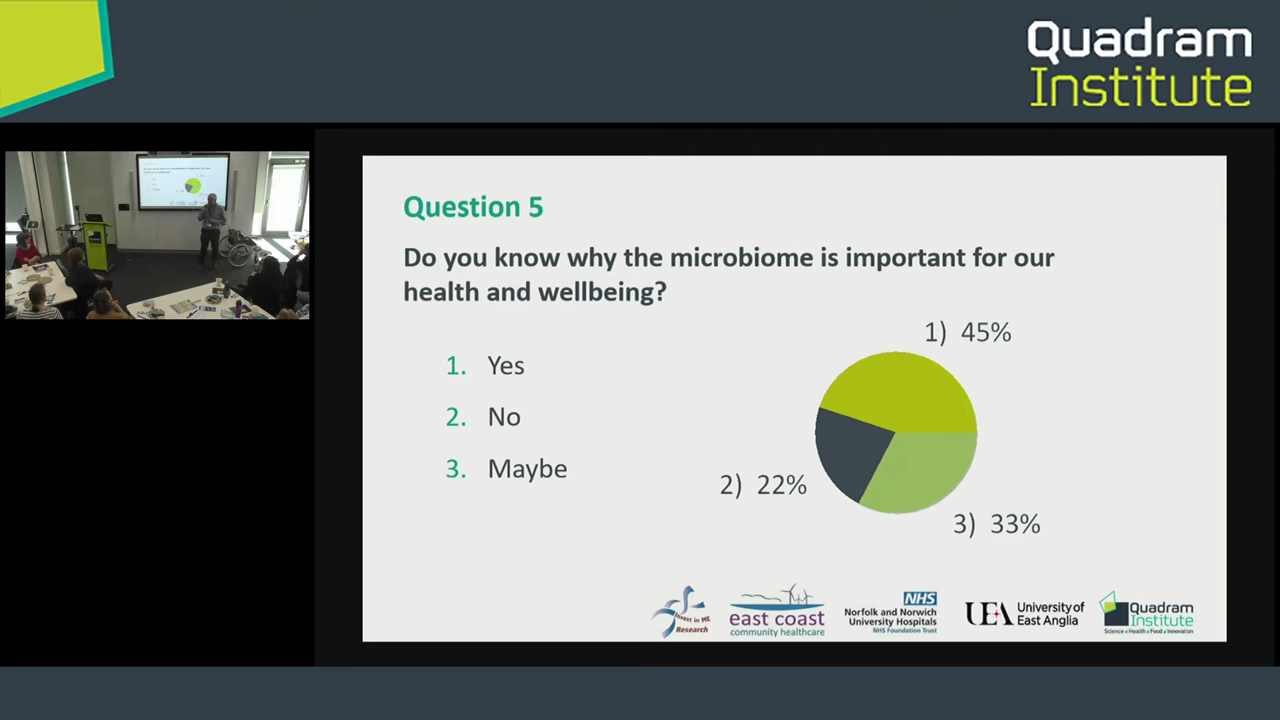 Quadram
Institute
Question 5
Do you know why the microbiome is important for our
health and wellbeing?
1. Yes
2. No
3. Maybe
1) 45%
2) 22%
3) 33%
Invest in ME
Research
east coast
community healthcare
NHS
Norfolk and Norwich
University Hospitals
NHS Foundation Trust
UEA University of
East Anglia
Quadram
Institute
Science • Health • Food • Innovation